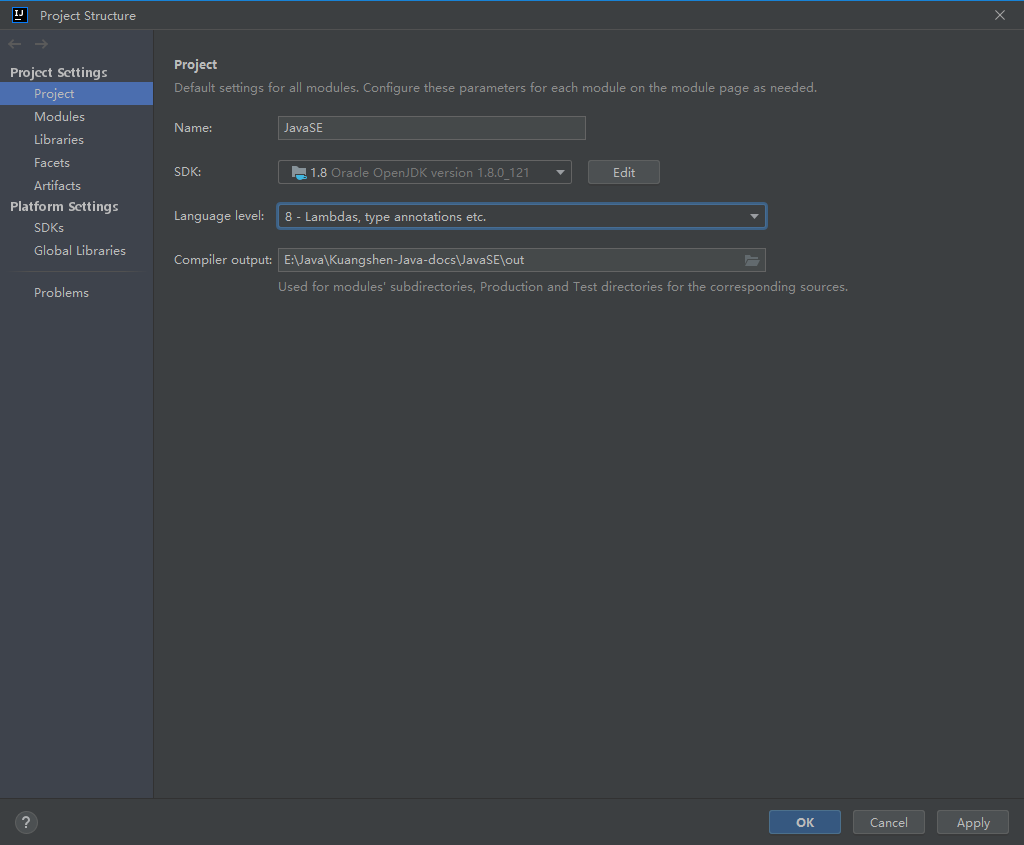 IJ Project Structure
Project Settings
Project
Modules
Libraries
Facets
Artifacts
Platform Settings
SDKs
Global Libraries
Problems
Project
Default settings for all modules. Configure these parameters for each module on the module page as needed.
Name: JavaSE
SDK: 1.8 Oracle OpenJDK version 1.8.0_121 Edit
Language level: 8 - Lambdas, type annotations etc.
Compiler output: E:\Java\Kuangshen-Java-docs\JavaSE\out
Used for modules' subdirectories, Production and Test directories for the corresponding sources.
? OK Cancel Apply